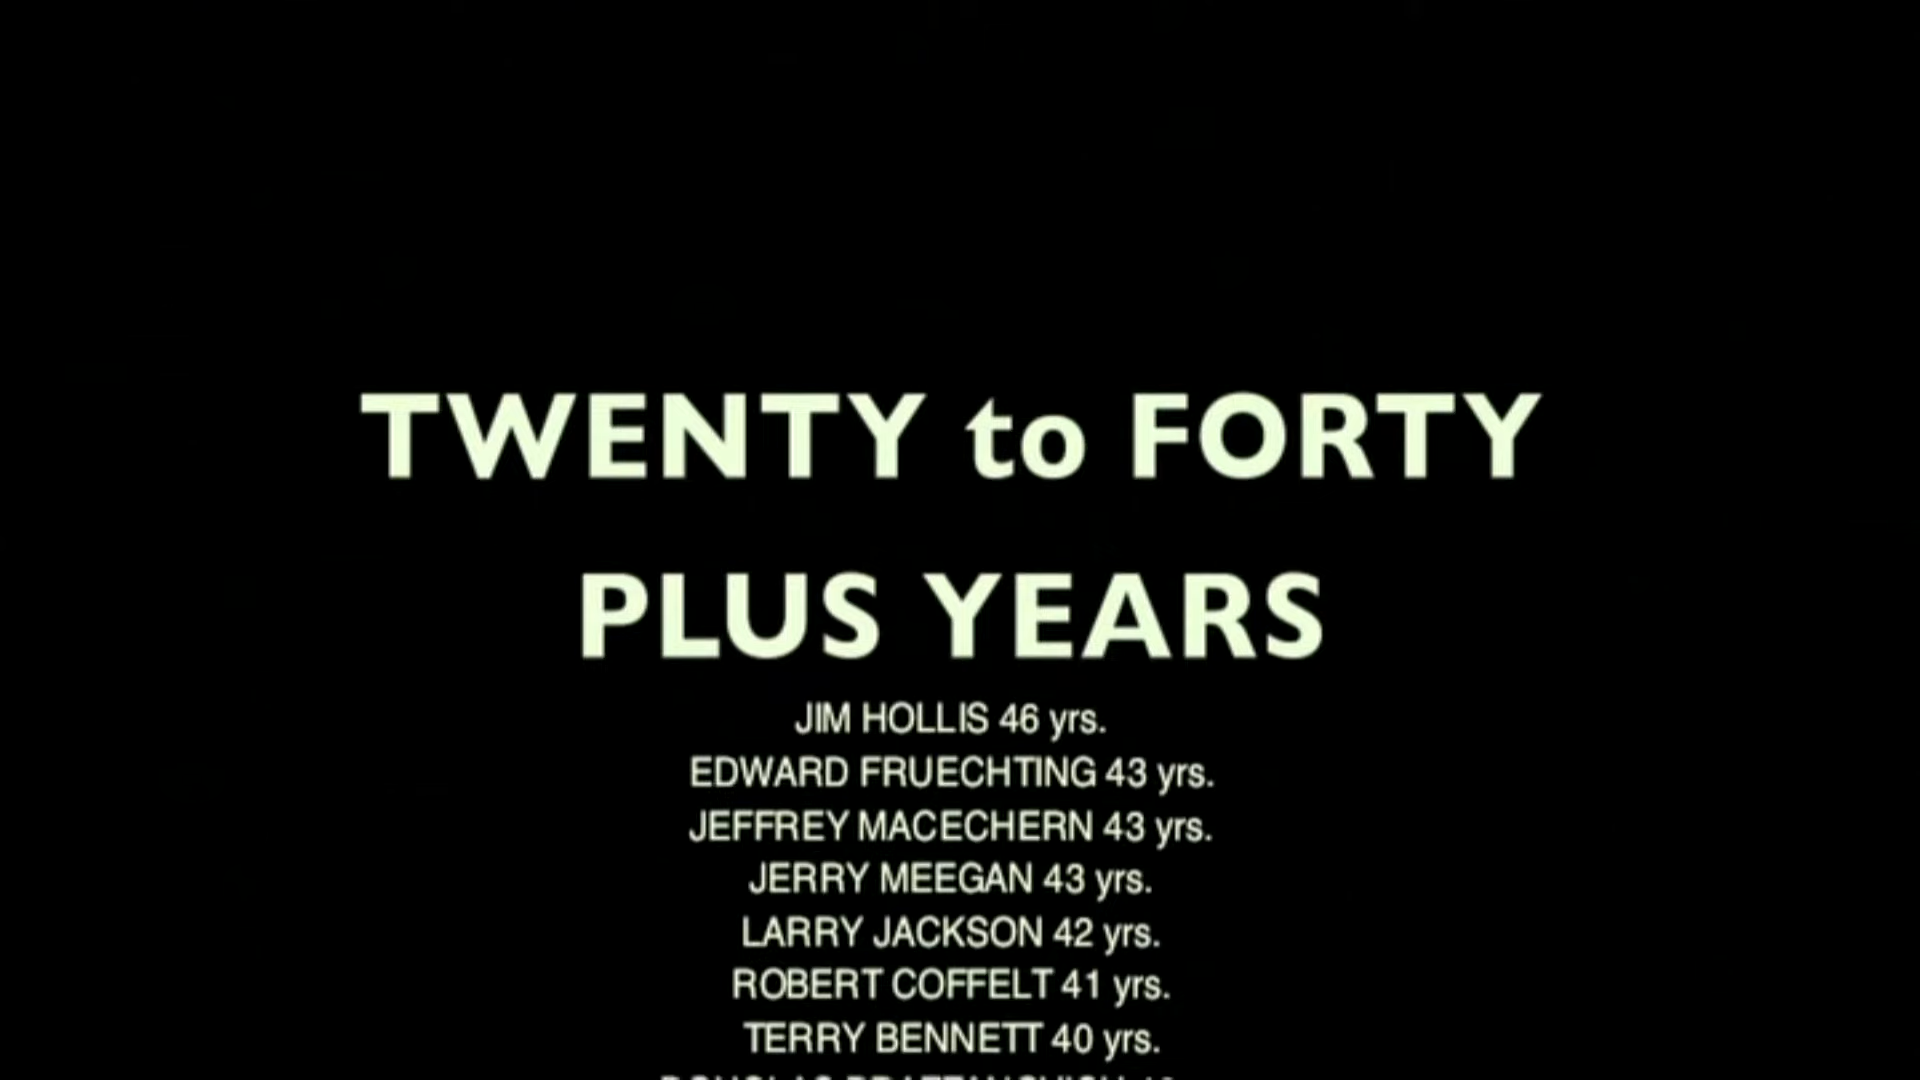 TWENTY to FORTY
PLUS YEARS
JIM HOLLIS 46 yrs.
EDWARD FRUECHTING 43 yrs.
JEFFREY MACECHERN 43 yrs.
JERRY MEEGAN 43 yrs.
LARRY JACKSON 42 yrs.
ROBERT COFFELT 41 yrs.
TERRY BENNETT 40 yrs.
DOUGLAS